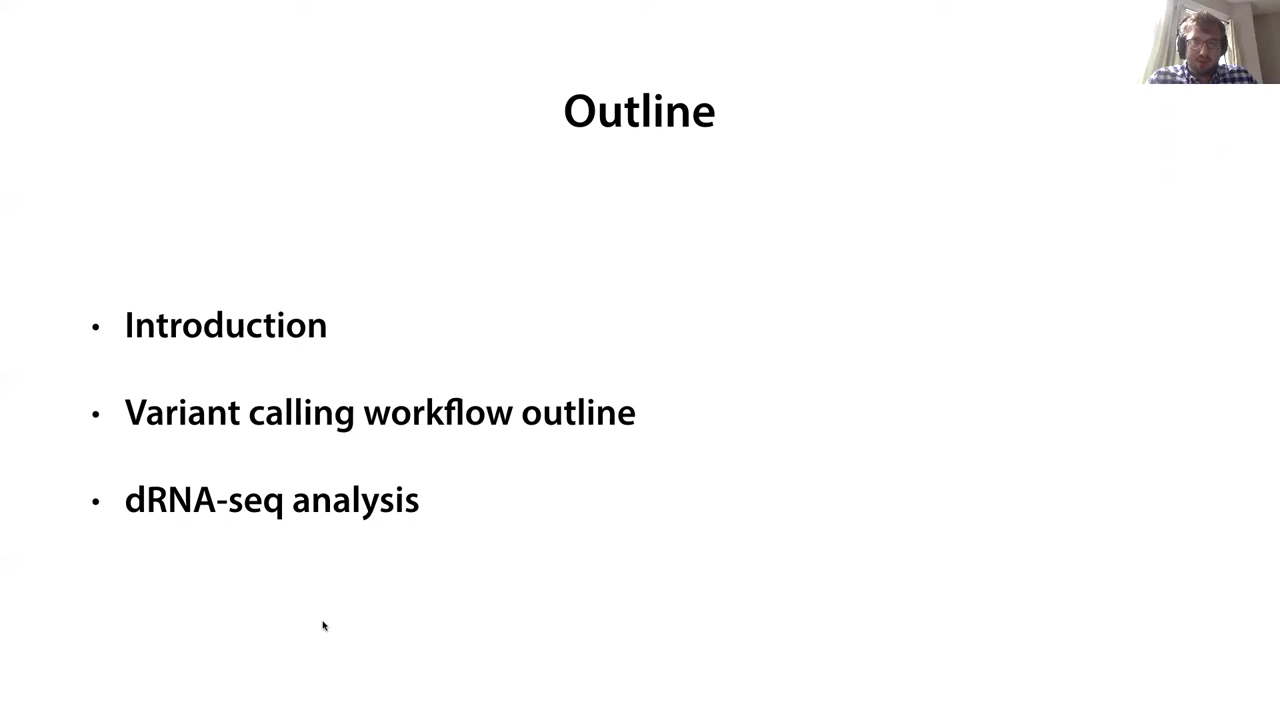 Outline
• Introduction
• Variant calling workflow outline
• dRNA-seq analysis